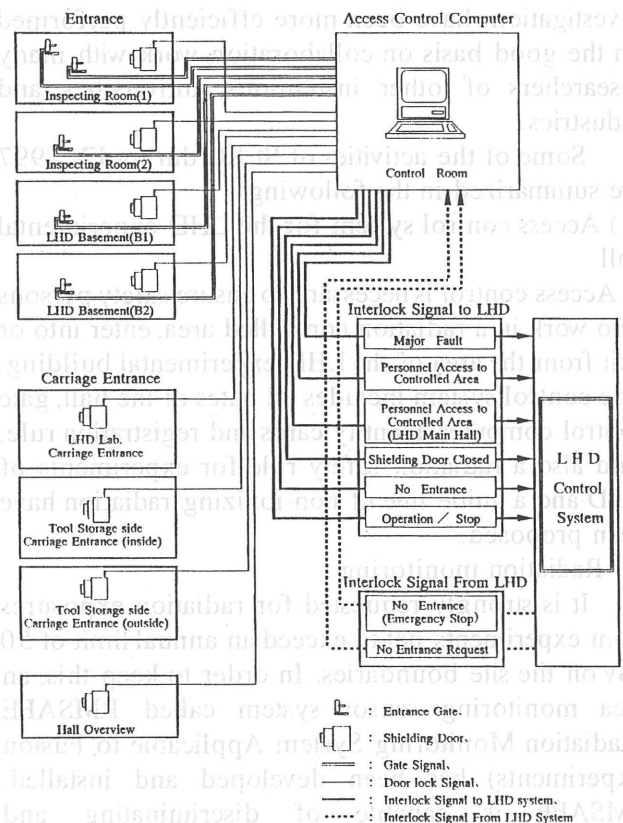 Entrance
Inspecting Room(1)
Inspecting Room(2)
LHD Basement(B1)
LHD Basement(B2)
Carriage Entrance
LHD Lab.
Carriage Entrance
Tool Storage side
Carriage Entrance (inside)
Tool Storage side
Carriage Entrance (outside)
Hall Overview
Access Control Computer
Control Room
Interlock Signal to LHD
Major Fault
Personnel Access to
Controlled Area
Personnel Access to
Controlled Area
(LHD Main Hall)
Shielding Door Closed
No. Entrance
Operation / Stop
LHD
Control
System
Interlock Signal From LHD
No Entrance
(Emergency Stop)
No Entrance Request
: Entrance Gate.
: Shielding Door.
: Gate Signal.
: Door lock Signal.
: Interlock Signal to LHD system.
: Interlock Signal From LHD System